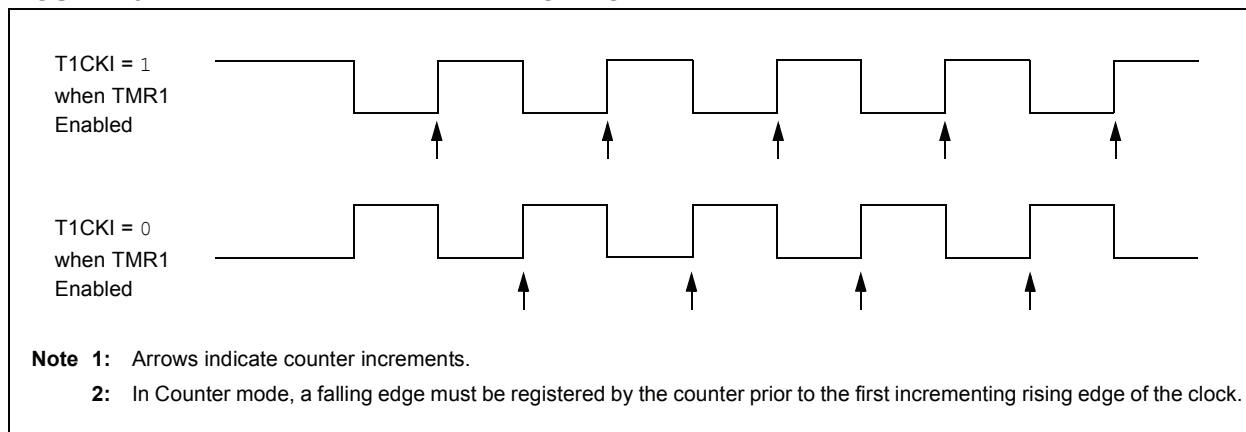 T1CKI = 1
when TMR1
Enabled
T1CKI = 0
when TMR1
Enabled
Note 1: Arrows indicate counter increments.
2: In Counter mode, a falling edge must be registered by the counter prior to the first incrementing rising edge of the clock.